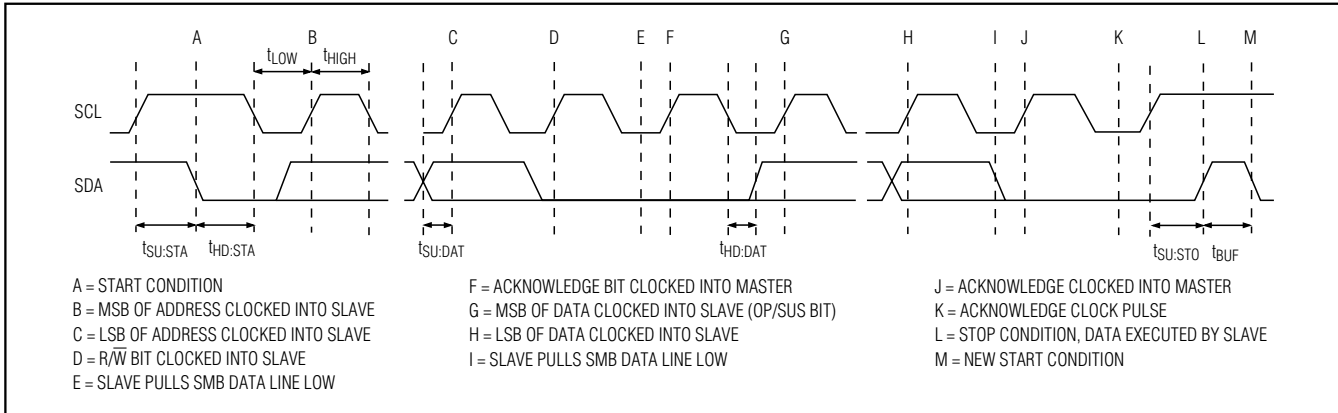 A B C D E F G H I J K L M
tLOW tHIGH
SCL
SDA
tSU:STA tHD:STA tSU:DAT tHD:DAT tSU:STO tBUF
A = START CONDITION
B = MSB OF ADDRESS CLOCKED INTO SLAVE
C = LSB OF ADDRESS CLOCKED INTO SLAVE
D = R/W̅ BIT CLOCKED INTO SLAVE
E = SLAVE PULLS SMB DATA LINE LOW
F = ACKNOWLEDGE BIT CLOCKED INTO MASTER
G = MSB OF DATA CLOCKED INTO SLAVE (OP/SUS BIT)
H = LSB OF DATA CLOCKED INTO SLAVE
I = SLAVE PULLS SMB DATA LINE LOW
J = ACKNOWLEDGE CLOCKED INTO MASTER
K = ACKNOWLEDGE CLOCK PULSE
L = STOP CONDITION, DATA EXECUTED BY SLAVE
M = NEW START CONDITION